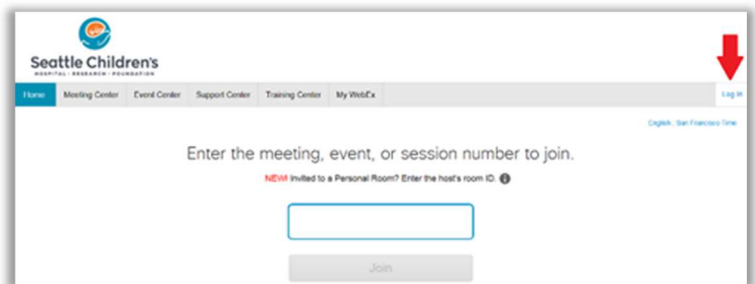 Seattle Children's
HOSPITAL · RESEARCH · FOUNDATION
Home Meeting Center Event Center Support Center Training Center My WebEx Log In
English : San Francisco Time
Enter the meeting, event, or session number to join.
NEW! Invited to a Personal Room? Enter the host's room ID.
Join